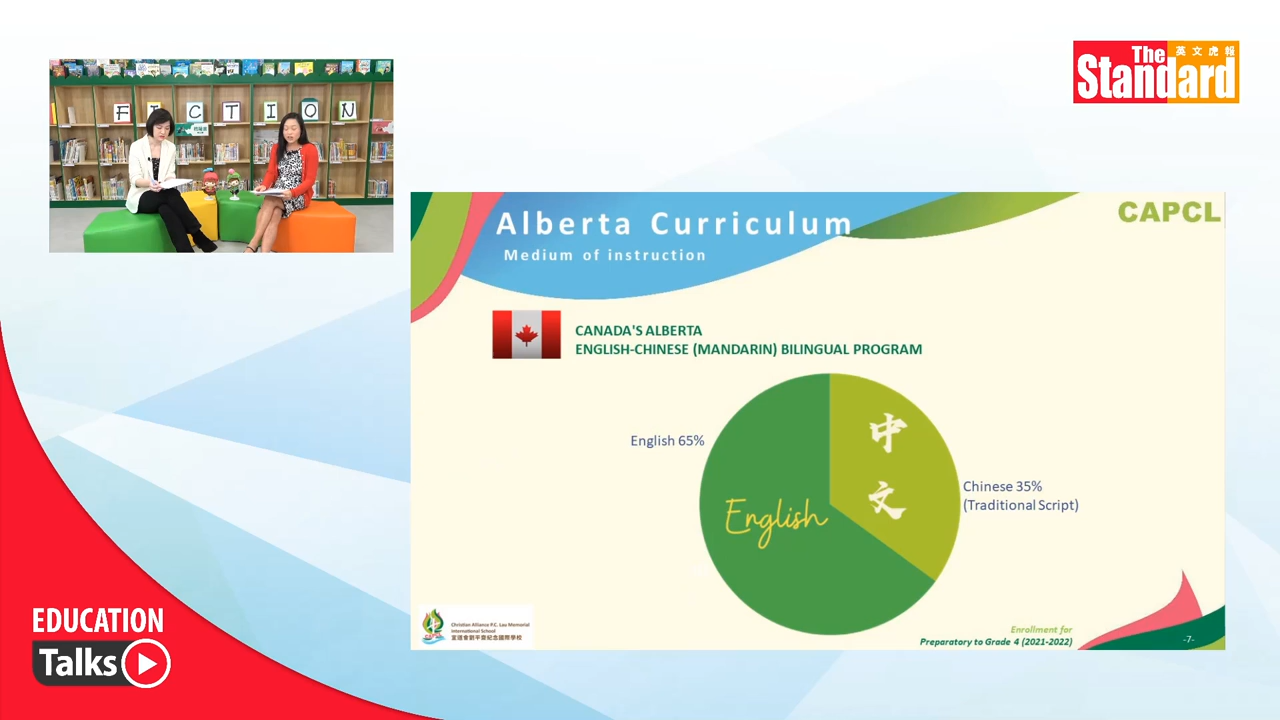 The
Standard
英文虎報
FICTION
Alberta Curriculum
Medium of instruction
CAPCL
CANADA'S ALBERTA
ENGLISH-CHINESE (MANDARIN) BILINGUAL PROGRAM
English 65%
中
文
English
Chinese 35%
(Traditional Script)
Christian Alliance P.C. Lau Memorial
International School
宣道會劉平齋紀念國際學校
Enrollment for
Preparatory to Grade 4 (2021-2022)
-7-
EDUCATION
Talks